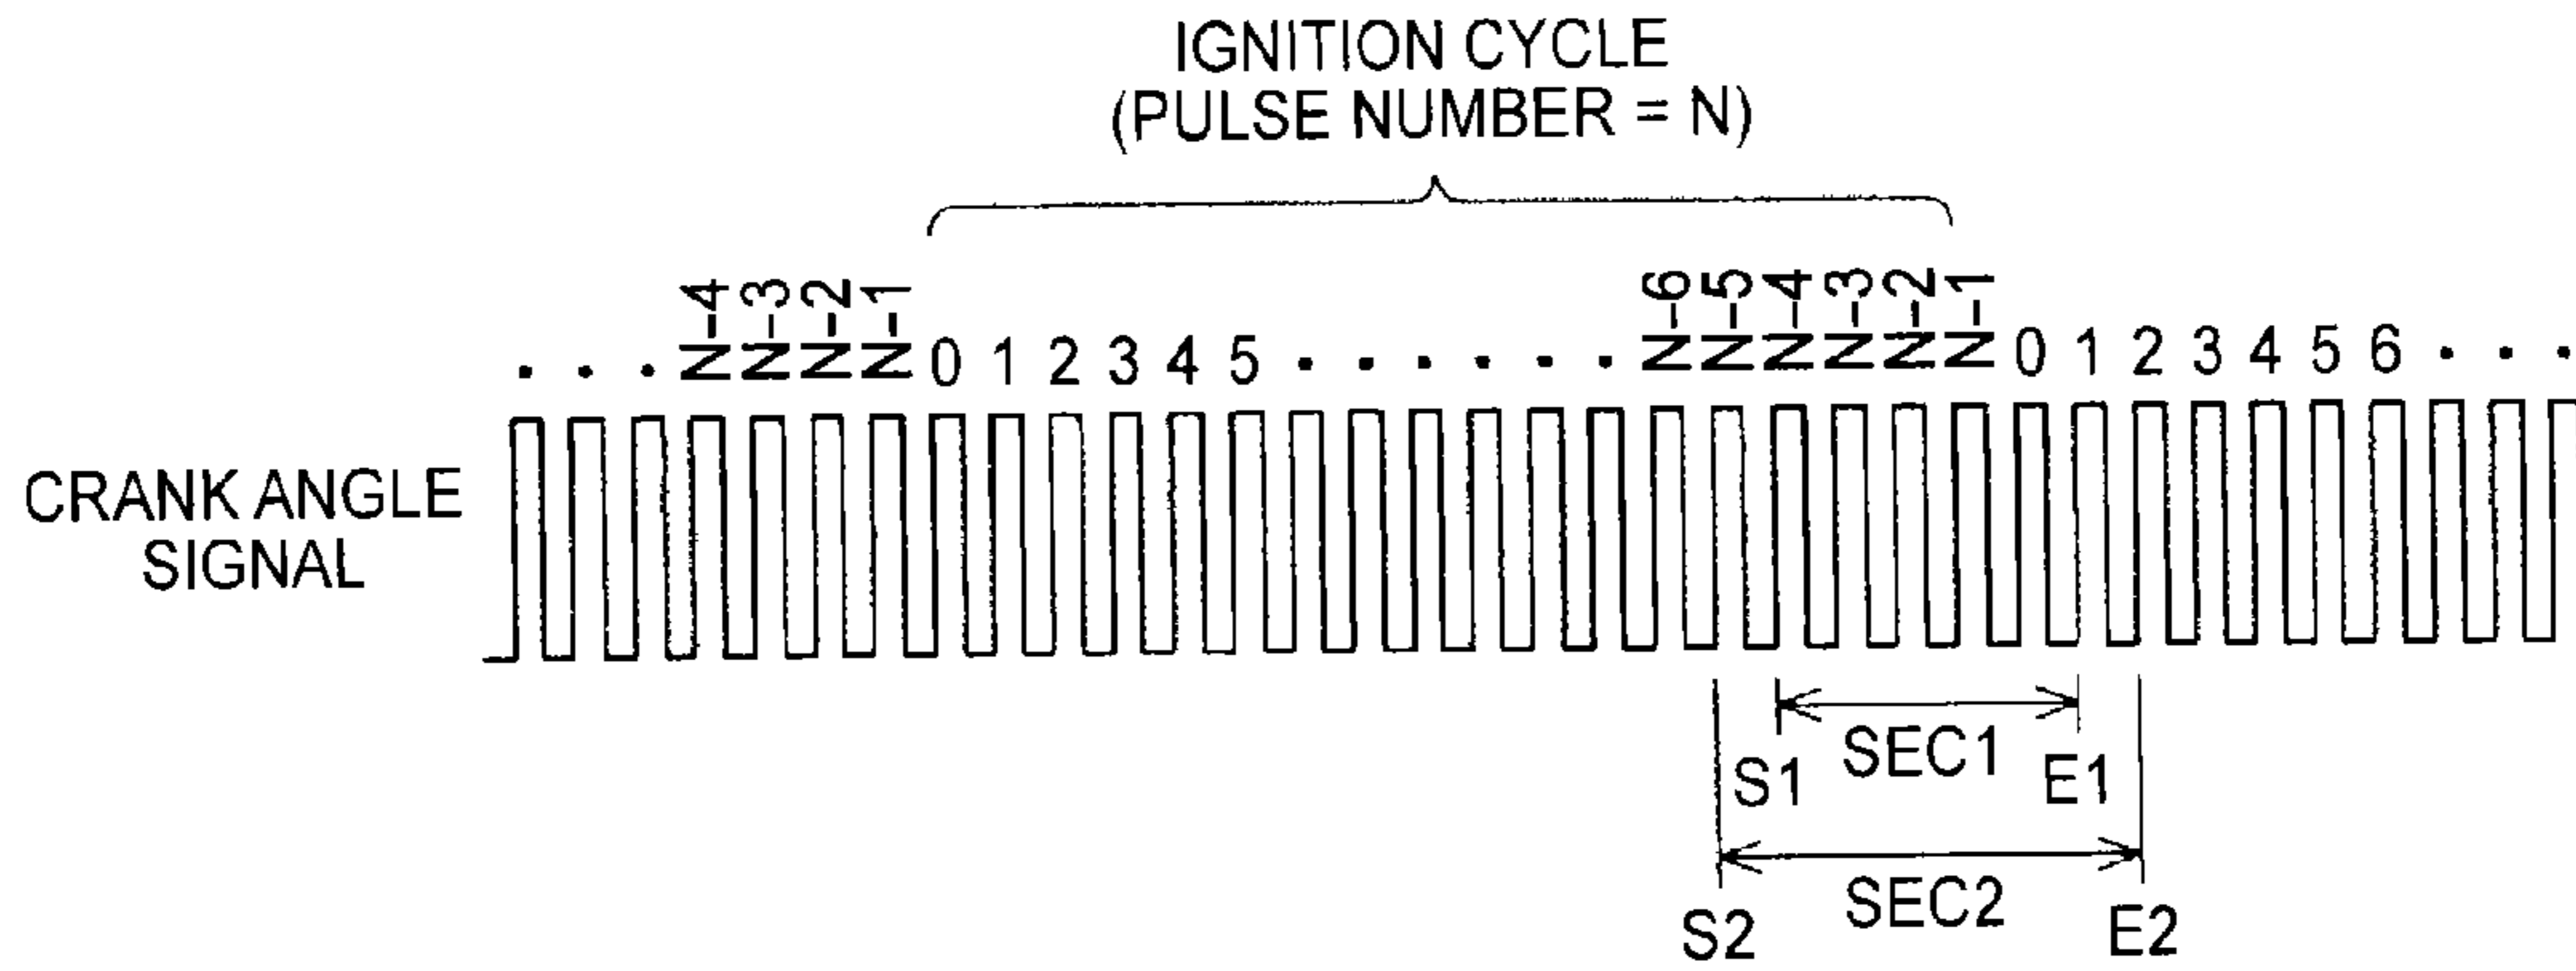 IGNITION CYCLE
(PULSE NUMBER = N)
. . . N-4 N-3 N-2 N-1 0 1 2 3 4 5 . . . . . . N-6 N-5 N-4 N-3 N-2 N-1 0 1 2 3 4 5 6 . . .
CRANK ANGLE
SIGNAL
S1 SEC1 E1
S2 SEC2 E2